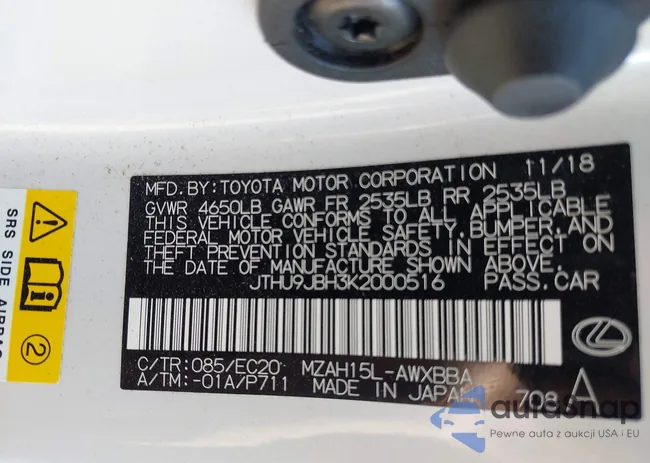 MFD. BY: TOYOTA MOTOR CORPORATION 11/18
GVWR 4650LB GAWR FR 2535LB RR 2535LB
THIS VEHICLE CONFORMS TO ALL APPLICABLE
FEDERAL MOTOR VEHICLE SAFETY, BUMPER, AND
THEFT PREVENTION STANDARDS IN EFFECT ON
THE DATE OF MANUFACTURE SHOWN ABOVE.
JTHU9JBH3K2000516 PASS. CAR
C/TR: 085/EC20 MZAH15L-AWXBBA
A/TM: -01A/P711 MADE IN JAPAN 708 A
SRS SIDE AIRBAG
2
autosnap
Pewne auta z aukcji USA i EU